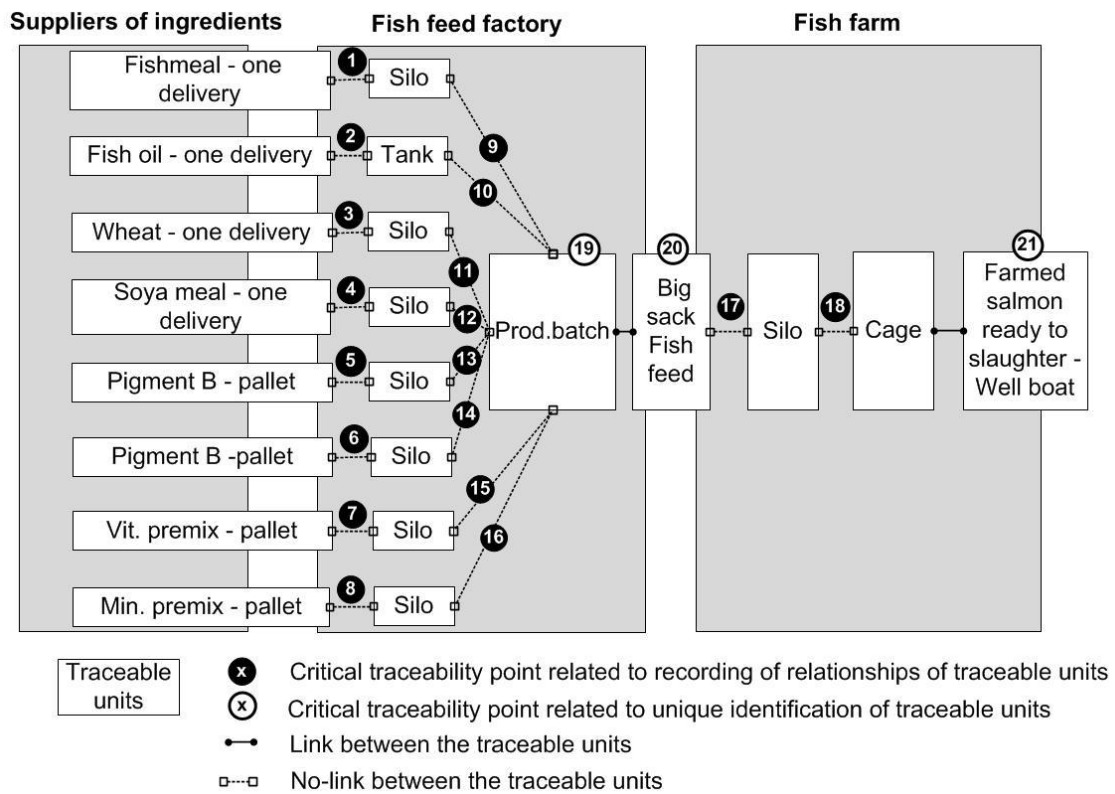 Suppliers of ingredients
Fish feed factory
Fish farm
Fishmeal - one
delivery
1
Silo
Fish oil - one delivery
2
Tank
9
10
Wheat - one delivery
3
Silo
11
Soya meal - one
delivery
4
Silo
12
Pigment B - pallet
5
Silo
13
14
Pigment B -pallet
6
Silo
Vit. premix - pallet
7
Silo
15
16
Min. premix - pallet
8
Silo
19
Prod.batch
20
Big
sack
Fish
feed
17
Silo
18
Cage
21
Farmed
salmon
ready to
slaughter -
Well boat
Traceable
units
x
Critical traceability point related to recording of relationships of traceable units
x
Critical traceability point related to unique identification of traceable units
Link between the traceable units
No-link between the traceable units